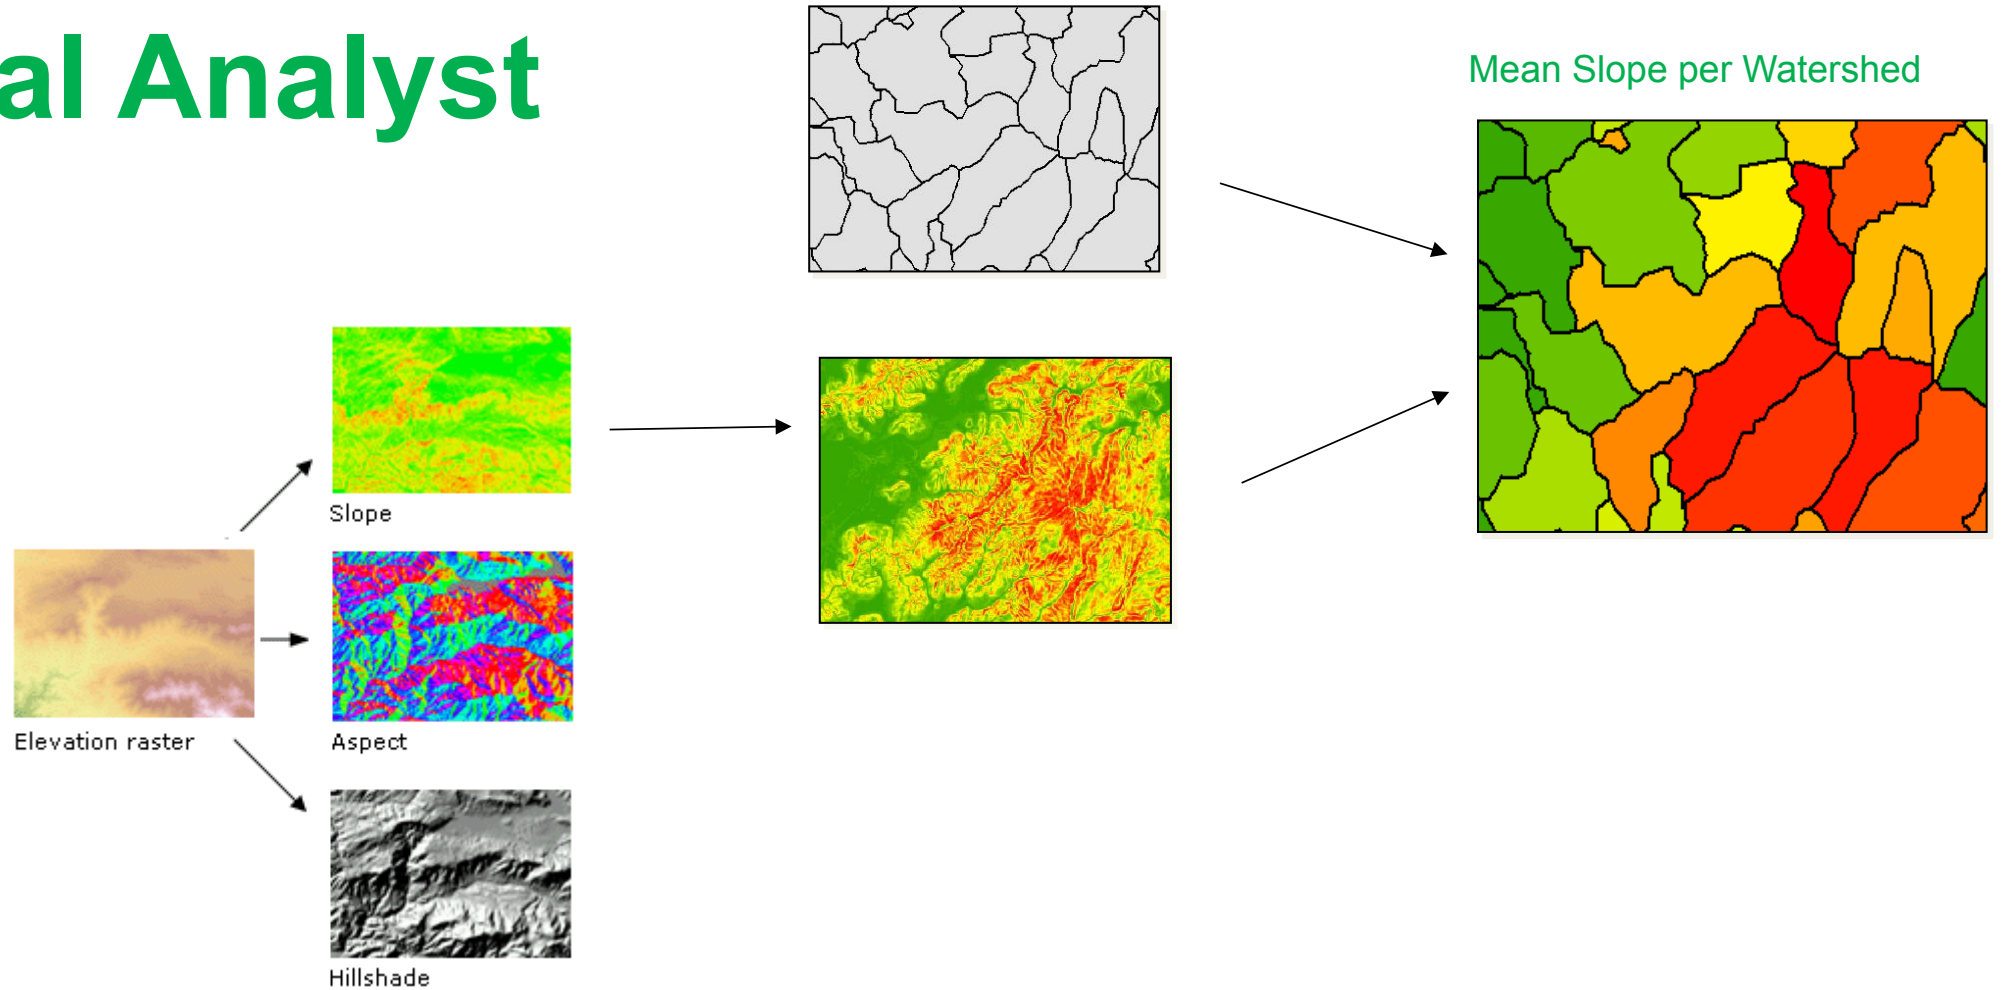 al Analyst
Mean Slope per Watershed
Slope
Elevation raster
Aspect
Hillshade